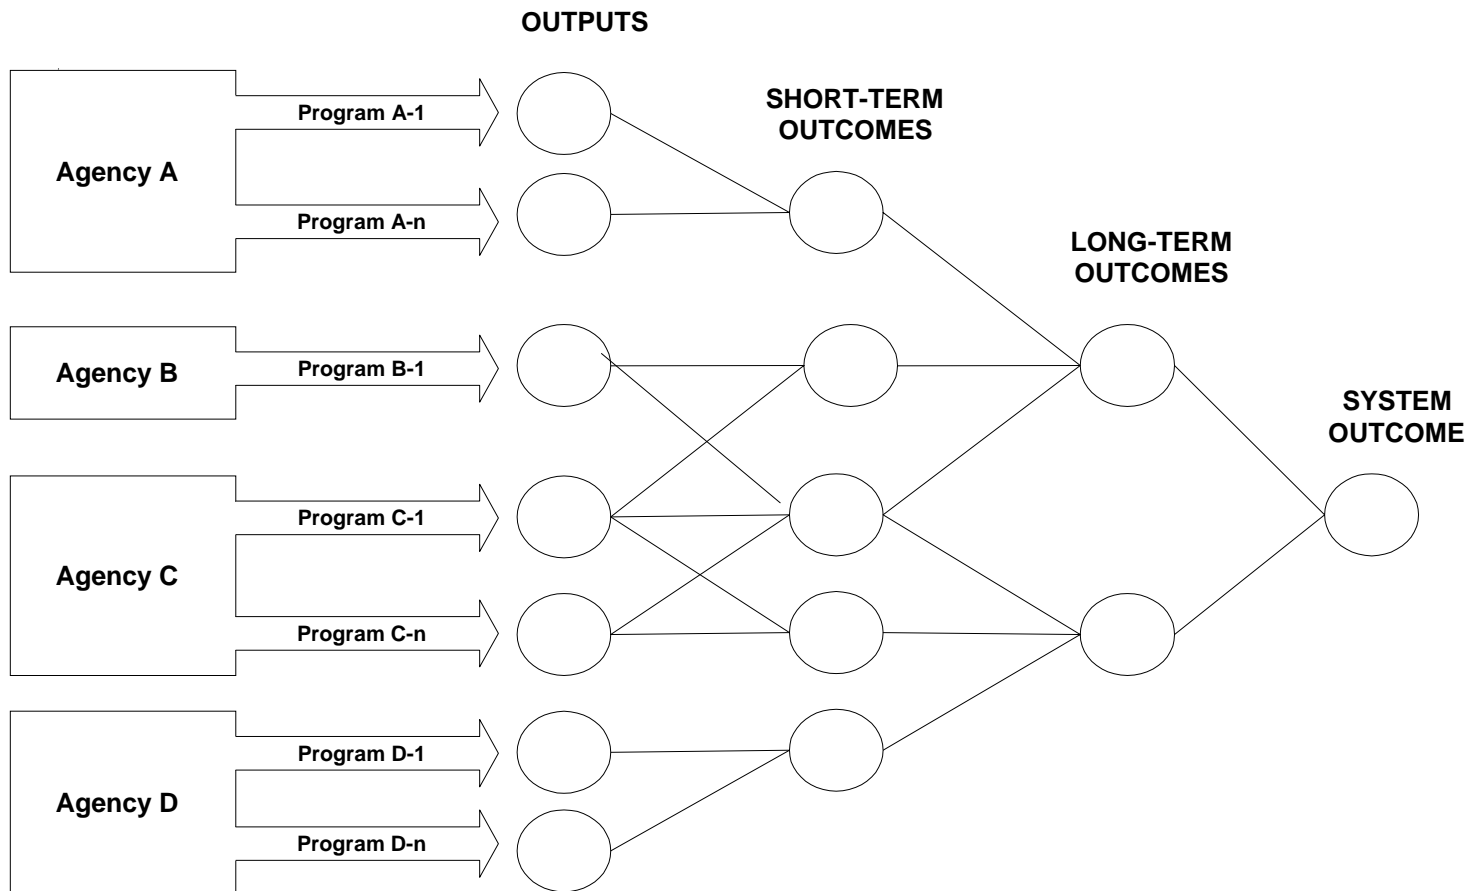 OUTPUTS
SHORT-TERM
OUTCOMES
LONG-TERM
OUTCOMES
SYSTEM
OUTCOME
Agency A
Program A-1
Program A-n
Agency B
Program B-1
Agency C
Program C-1
Program C-n
Agency D
Program D-1
Program D-n